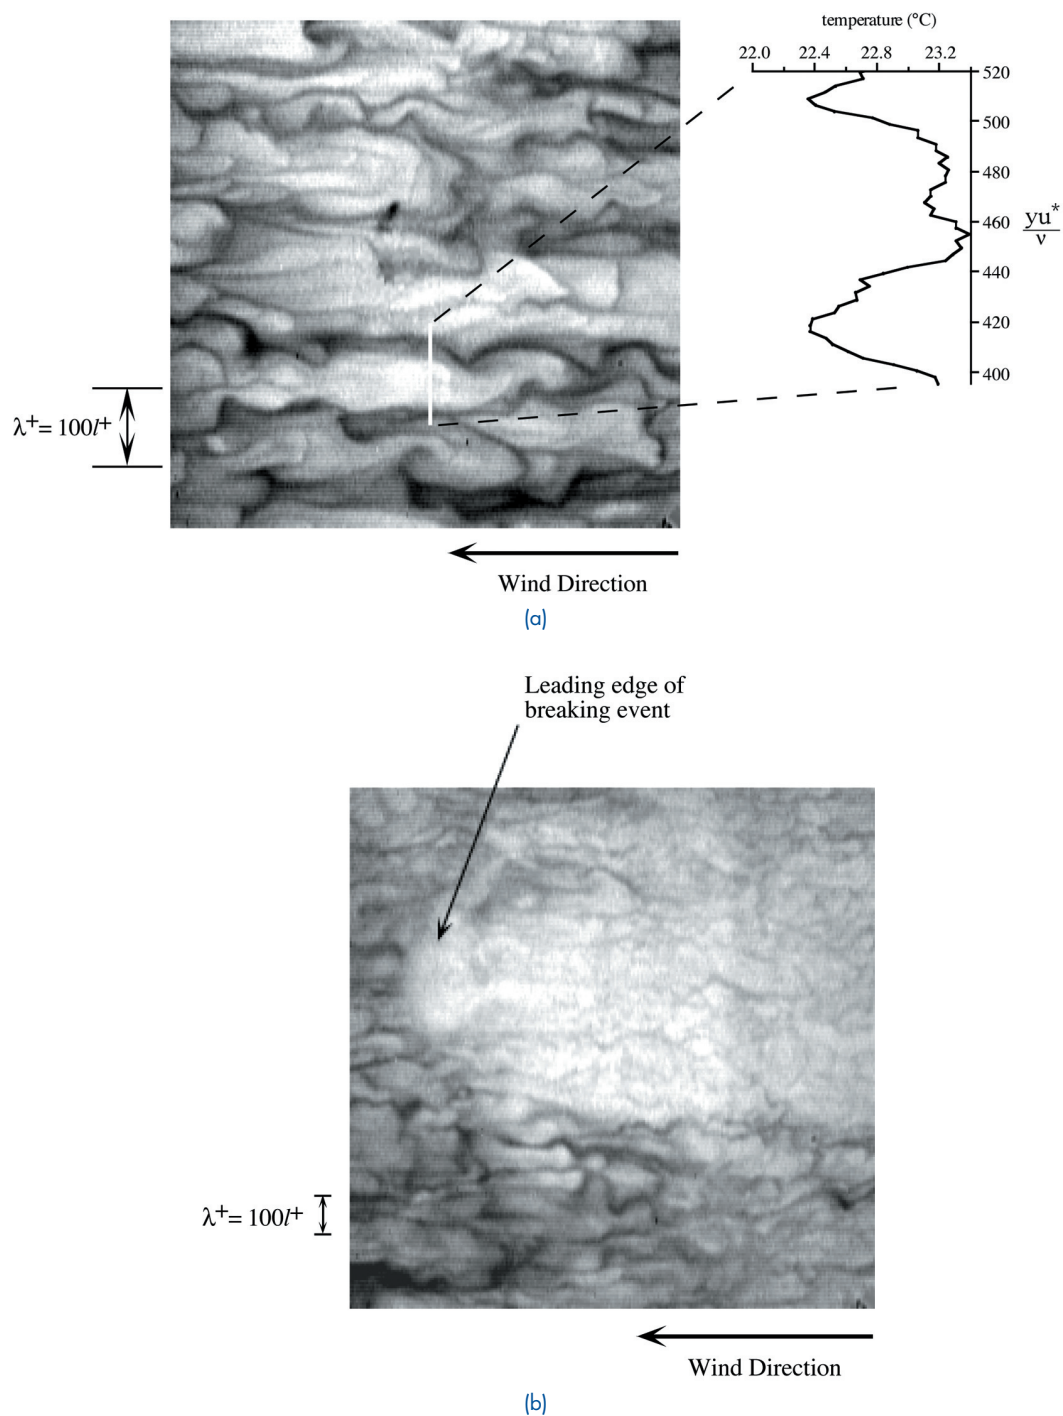 temperature (°C)
22.0 22.4 22.8 23.2
520
500
480
460
yu*
ν
440
420
400
λ+= 100l+
Wind Direction
(a)
Leading edge of
breaking event
λ+= 100l+
Wind Direction
(b)